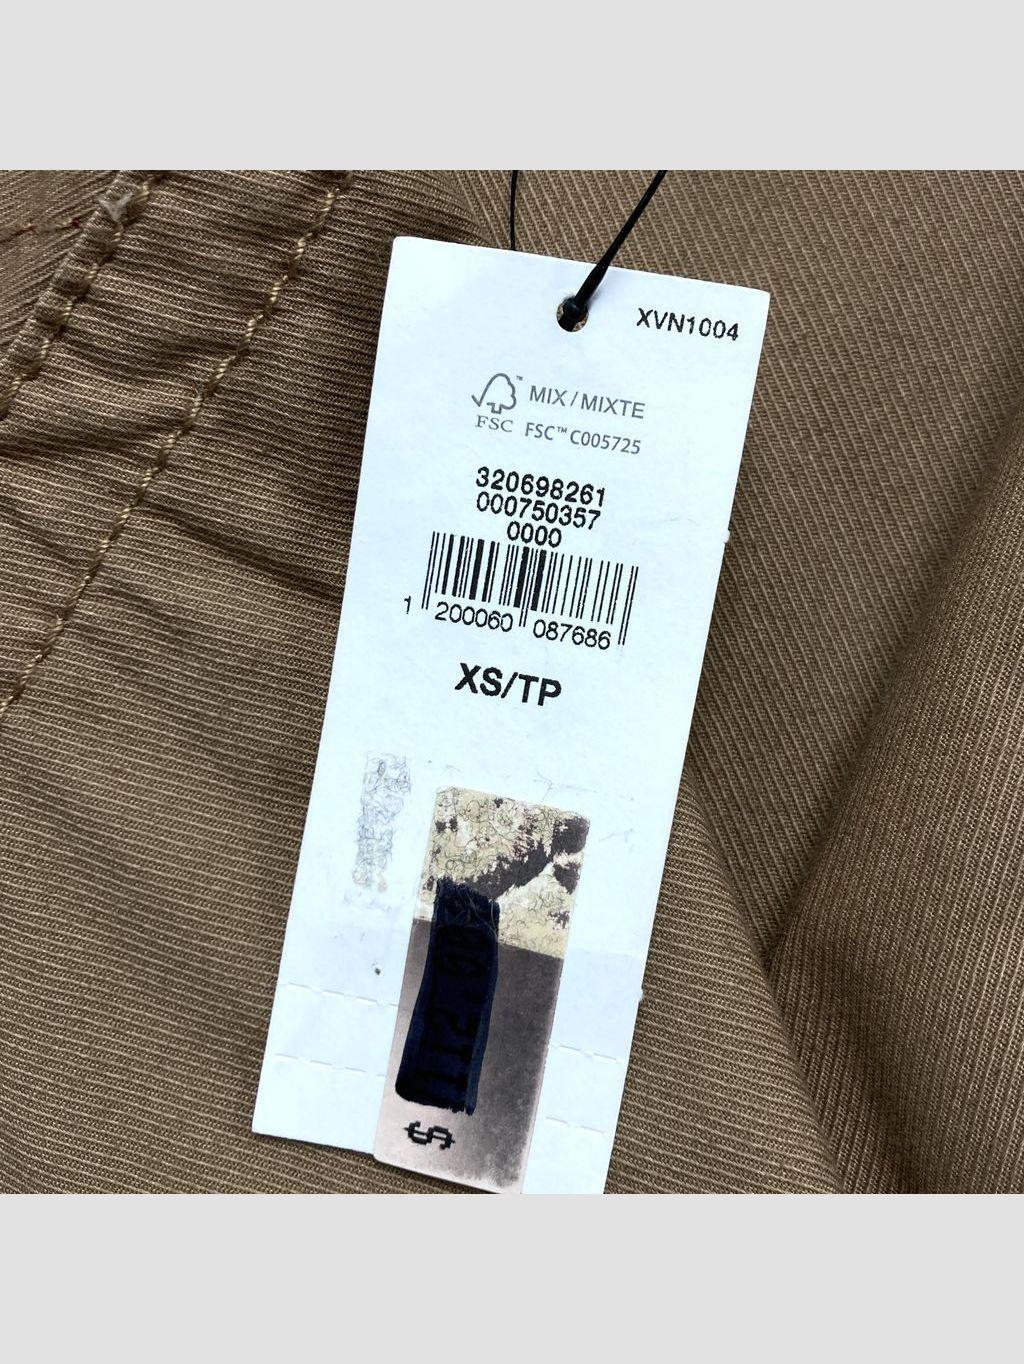 XVN1004
MIX/MIXTE
FSC FSC™ C005725
320698261
000750357
0000
1 200060 087686
XS/TP
$